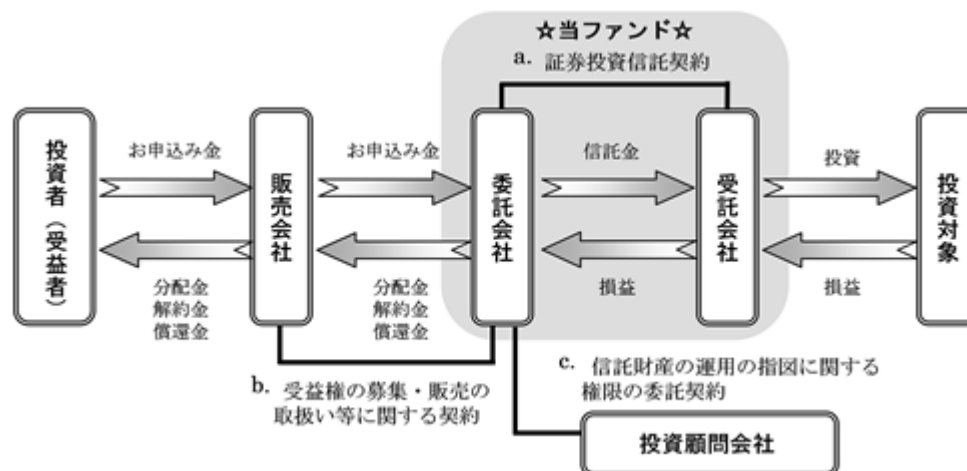 ☆当ファンド☆
a. 証券投資信託契約
投資者（受益者）
お申込み金
販売会社
お申込み金
委託会社
信託金
受託会社
投資
投資対象
分配金
解約金
償還金
分配金
解約金
償還金
損益
損益
b. 受益権の募集・販売の
取扱い等に関する契約
c. 信託財産の運用の指図に関する
権限の委託契約
投資顧問会社